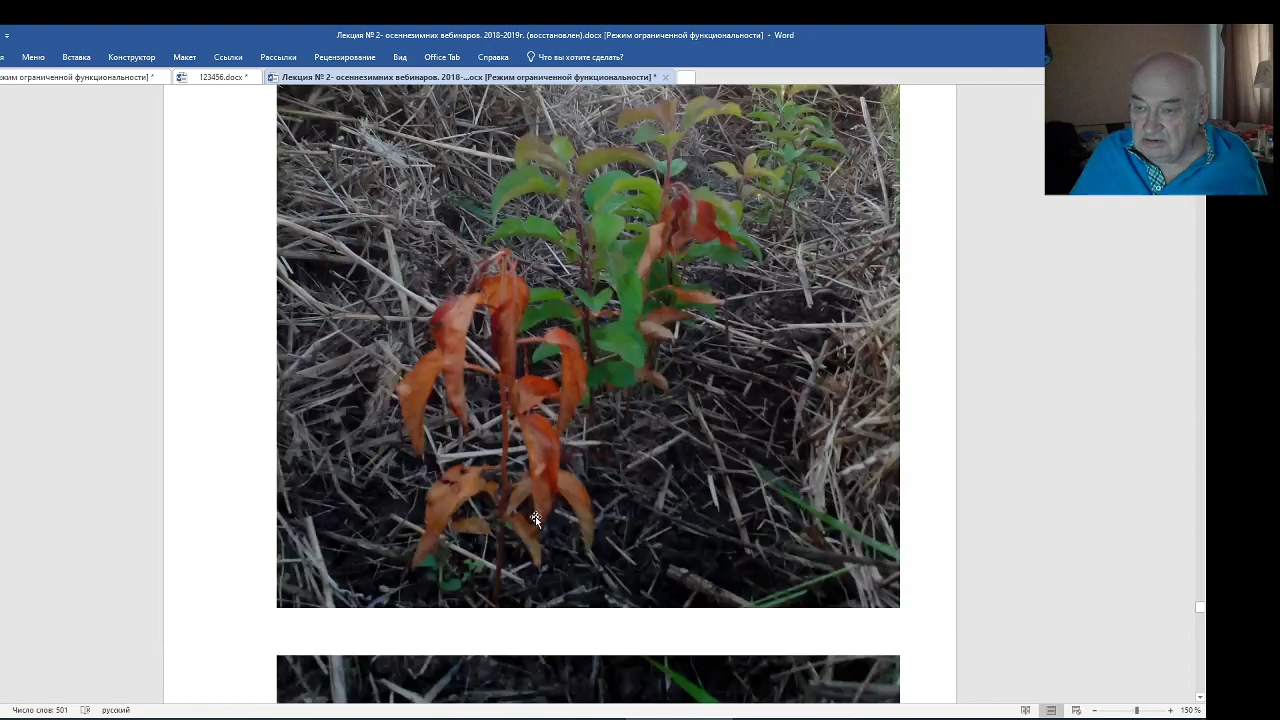 Лекция № 2- осеннезимних вебинаров. 2018-2019г. (восстановлен).docx [Режим ограниченной функциональности] - Word
я Меню Вставка Конструктор Макет Ссылки Рассылки Рецензирование Вид Office Tab Справка Что вы хотите сделать?
ежим ограниченной функциональности] * 123456.docx * Лекция № 2- осеннезимних вебинаров. 2018-...ocx [Режим ограниченной функциональности] *
Число слов: 501 русский 150 %